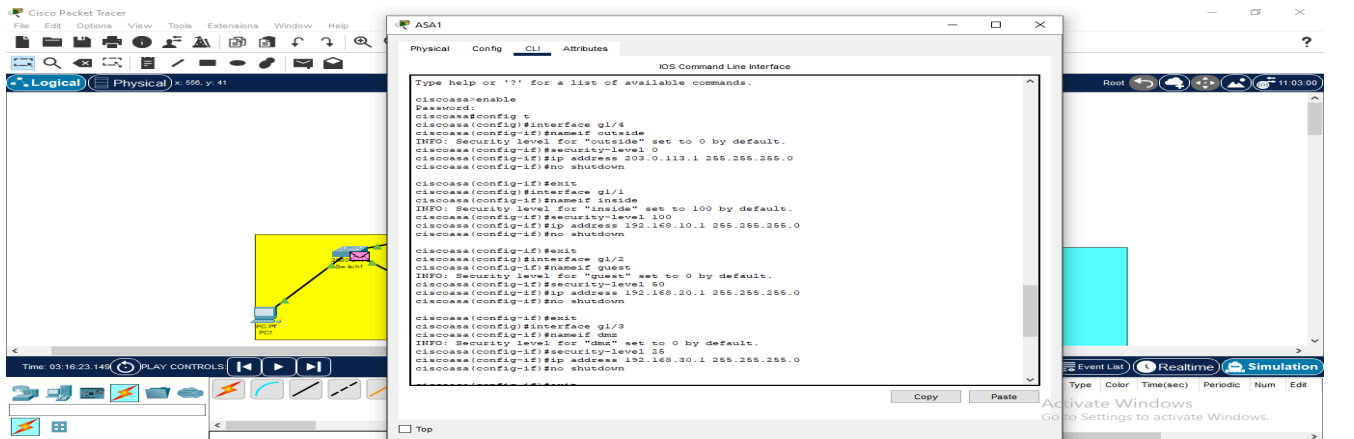 Cisco Packet Tracer
File Edit Options View Tools Extensions Window Help
?
Logical Physical x: 556, y: 41
Root 11:03:00
ASA1
Physical Config CLI Attributes
IOS Command Line Interface
Type help or '?' for a list of available commands.
ciscoasa>enable
Password:
ciscoasa#config t
ciscoasa(config)#interface g1/4
ciscoasa(config-if)#nameif outside
INFO: Security level for "outside" set to 0 by default.
ciscoasa(config-if)#security-level 0
ciscoasa(config-if)#ip address 203.0.113.1 255.255.255.0
ciscoasa(config-if)#no shutdown
ciscoasa(config-if)#exit
ciscoasa(config)#interface g1/1
ciscoasa(config-if)#nameif inside
INFO: Security level for "inside" set to 100 by default.
ciscoasa(config-if)#security-level 100
ciscoasa(config-if)#ip address 192.168.10.1 255.255.255.0
ciscoasa(config-if)#no shutdown
ciscoasa(config-if)#exit
ciscoasa(config)#interface g1/2
ciscoasa(config-if)#nameif guest
INFO: Security level for "guest" set to 0 by default.
ciscoasa(config-if)#security-level 50
ciscoasa(config-if)#ip address 192.168.20.1 255.255.255.0
ciscoasa(config-if)#no shutdown
ciscoasa(config-if)#exit
ciscoasa(config)#interface g1/3
ciscoasa(config-if)#nameif dmz
INFO: Security level for "dmz" set to 0 by default.
ciscoasa(config-if)#security-level 25
ciscoasa(config-if)#ip address 192.168.30.1 255.255.255.0
ciscoasa(config-if)#no shutdown
Copy Paste
Top
Switch1
PC-PT
PC1
Time: 03:16:23.149 PLAY CONTROLS:
Event List Realtime Simulation
Type Color Time(sec) Periodic Num Edit
Activate Windows
Go to Settings to activate Windows.